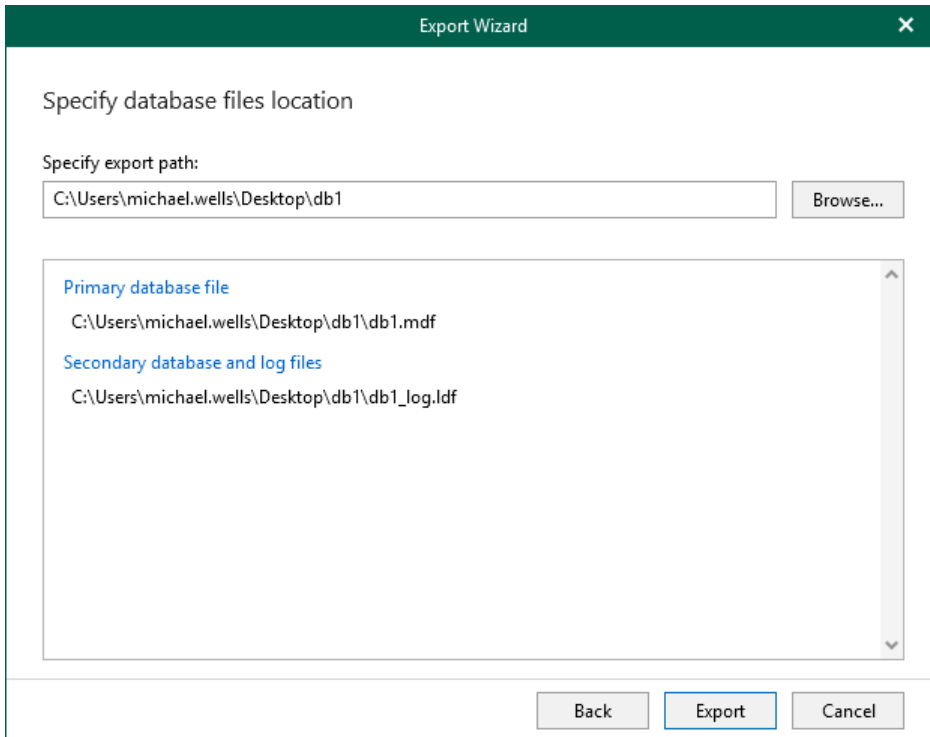 Export Wizard
Specify database files location
Specify export path:
C:\Users\michael.wells\Desktop\db1
Browse...
Primary database file
C:\Users\michael.wells\Desktop\db1\db1.mdf
Secondary database and log files
C:\Users\michael.wells\Desktop\db1\db1_log.ldf
Back Export Cancel